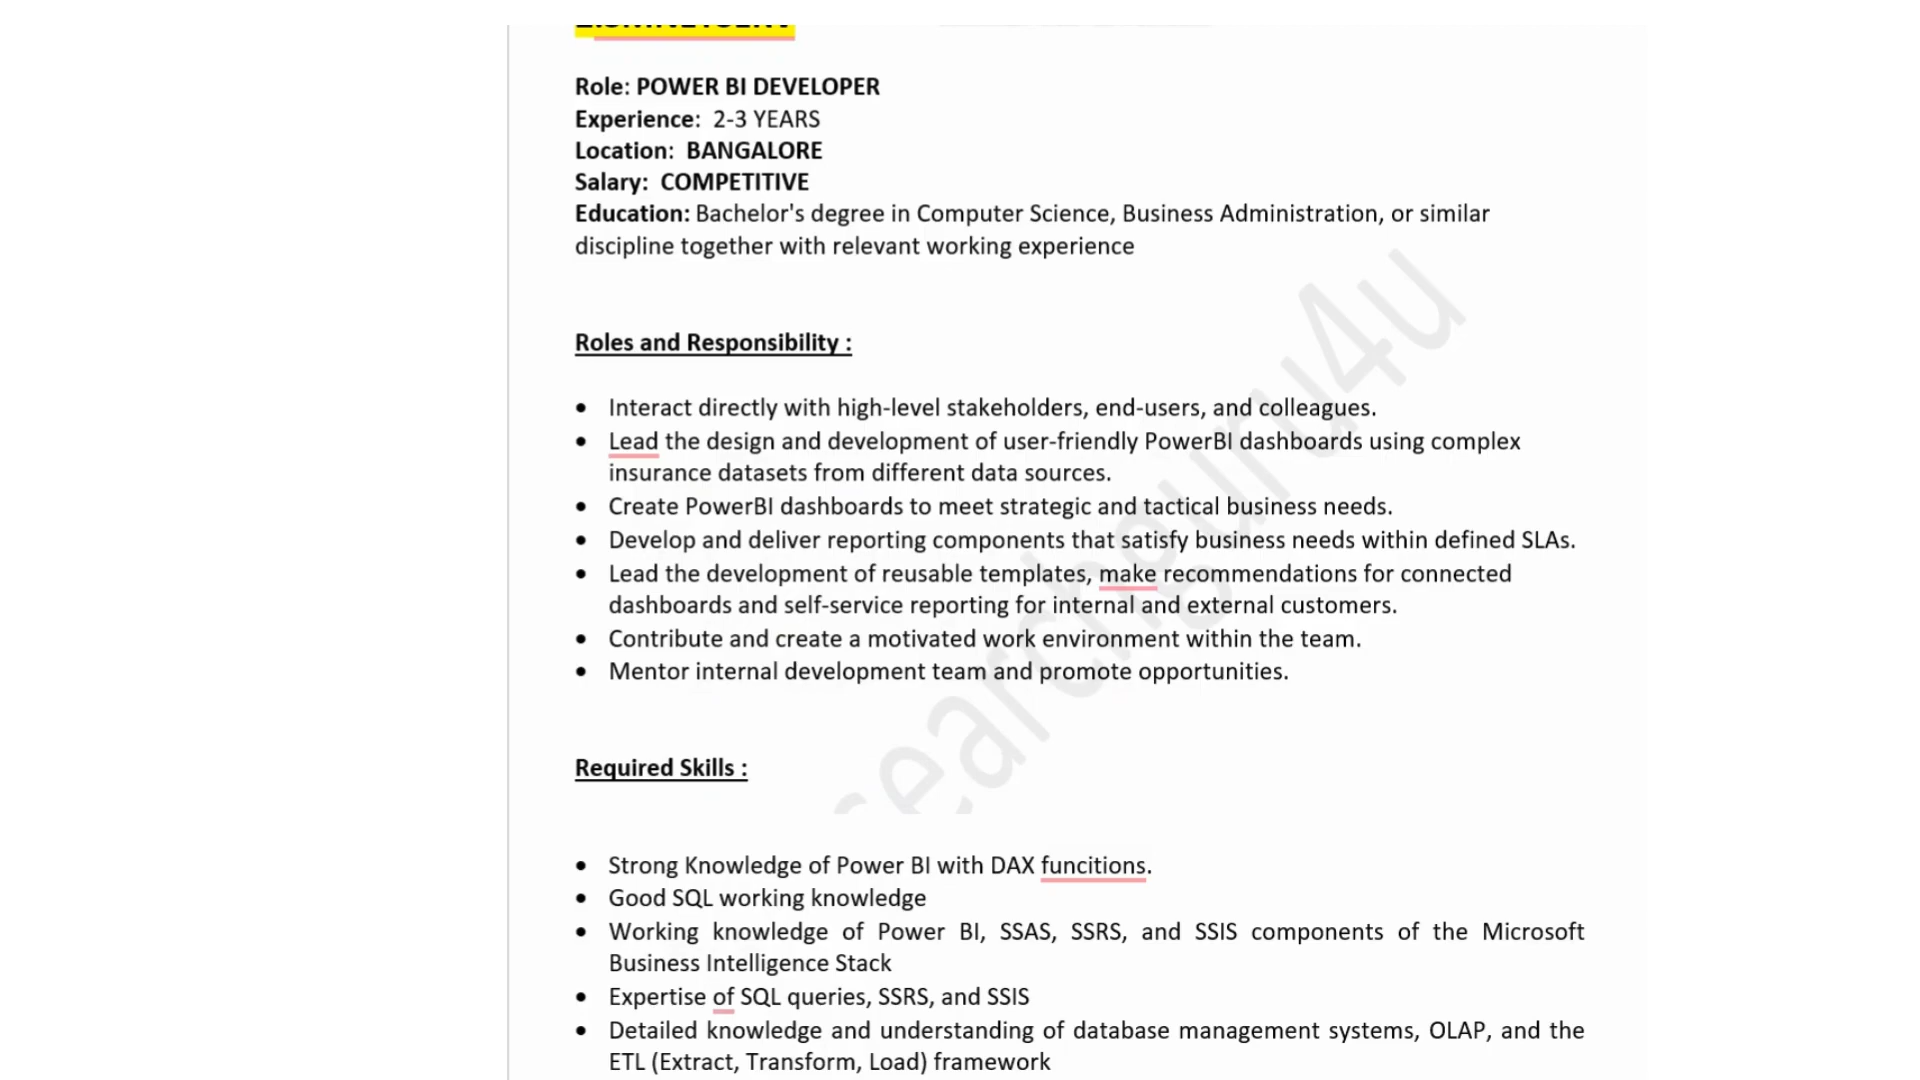 Role: POWER BI DEVELOPER
Experience: 2-3 YEARS
Location: BANGALORE
Salary: COMPETITIVE
Education: Bachelor's degree in Computer Science, Business Administration, or similar
discipline together with relevant working experience
Roles and Responsibility :
• Interact directly with high-level stakeholders, end-users, and colleagues.
• Lead the design and development of user-friendly PowerBI dashboards using complex
insurance datasets from different data sources.
• Create PowerBI dashboards to meet strategic and tactical business needs.
• Develop and deliver reporting components that satisfy business needs within defined SLAs.
• Lead the development of reusable templates, make recommendations for connected
dashboards and self-service reporting for internal and external customers.
• Contribute and create a motivated work environment within the team.
• Mentor internal development team and promote opportunities.
Required Skills :
• Strong Knowledge of Power BI with DAX funcitions.
• Good SQL working knowledge
• Working knowledge of Power BI, SSAS, SSRS, and SSIS components of the Microsoft
Business Intelligence Stack
• Expertise of SQL queries, SSRS, and SSIS
• Detailed knowledge and understanding of database management systems, OLAP, and the
ETL (Extract, Transform, Load) framework
searchguru4u